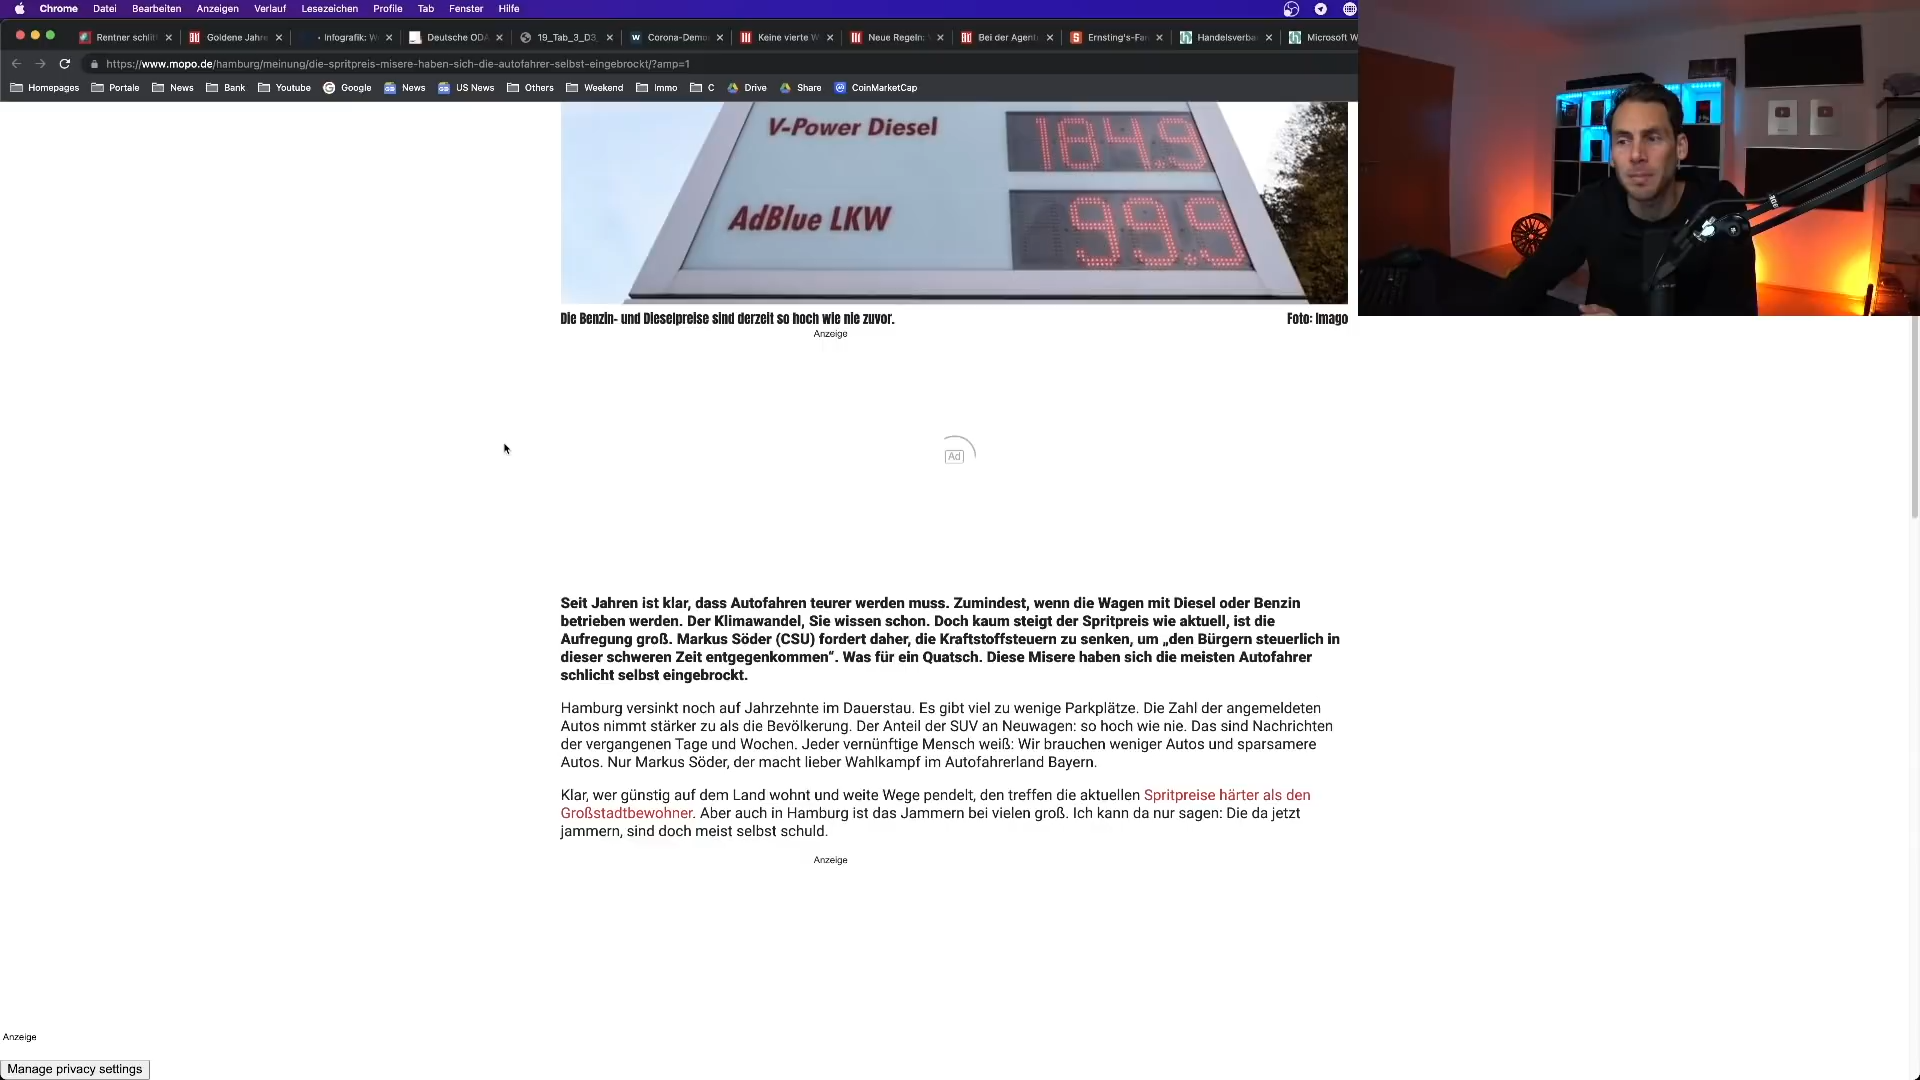 Chrome Datei Bearbeiten Anzeigen Verlauf Lesezeichen Profile Tab Fenster Hilfe
Rentner schli Goldene Jahre Infografik: W Deutsche ODA 19_Tab_3_D3_ Corona-Demo Keine vierte W Neue Regeln: Bei der Agent Ernsting's-Fa Handelsverba Microsoft W
https://www.mopo.de/hamburg/meinung/die-spritpreis-misere-haben-sich-die-autofahrer-selbst-eingebrockt/?amp=1
Homepages Portale News Bank Youtube Google News US News Others Weekend Immo C Drive Share CoinMarketCap
V-Power Diesel 184.9
AdBlue LKW 99.9
Die Benzin- und Dieselpreise sind derzeit so hoch wie nie zuvor. Foto: Imago
Anzeige
Ad
Seit Jahren ist klar, dass Autofahren teurer werden muss. Zumindest, wenn die Wagen mit Diesel oder Benzin
betrieben werden. Der Klimawandel, Sie wissen schon. Doch kaum steigt der Spritpreis wie aktuell, ist die
Aufregung groß. Markus Söder (CSU) fordert daher, die Kraftstoffsteuern zu senken, um „den Bürgern steuerlich in
dieser schweren Zeit entgegenkommen“. Was für ein Quatsch. Diese Misere haben sich die meisten Autofahrer
schlicht selbst eingebrockt.
Hamburg versinkt noch auf Jahrzehnte im Dauerstau. Es gibt viel zu wenige Parkplätze. Die Zahl der angemeldeten
Autos nimmt stärker zu als die Bevölkerung. Der Anteil der SUV an Neuwagen: so hoch wie nie. Das sind Nachrichten
der vergangenen Tage und Wochen. Jeder vernünftige Mensch weiß: Wir brauchen weniger Autos und sparsamere
Autos. Nur Markus Söder, der macht lieber Wahlkampf im Autofahrerland Bayern.
Klar, wer günstig auf dem Land wohnt und weite Wege pendelt, den treffen die aktuellen Spritpreise härter als den
Großstadtbewohner. Aber auch in Hamburg ist das Jammern bei vielen groß. Ich kann da nur sagen: Die da jetzt
jammern, sind doch meist selbst schuld.
Anzeige
Anzeige
Manage privacy settings